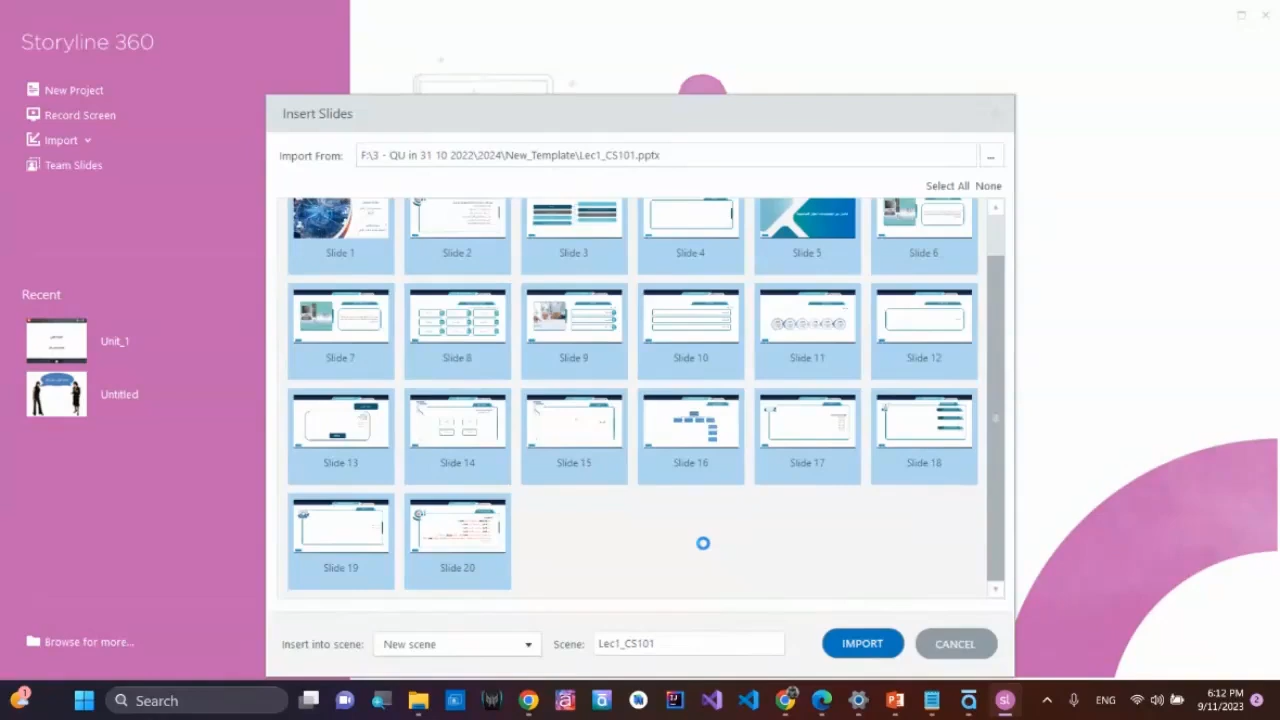 Storyline 360
New Project
Record Screen
Import
Team Slides
Recent
Unit_1
Untitled
Browse for more...
Insert Slides
Import From: F:\3 - QU in 31 10 2022\2024\New_Template\Lec1_CS101.pptx ...
Select All None
Slide 1 Slide 2 Slide 3 Slide 4 Slide 5 Slide 6
Slide 7 Slide 8 Slide 9 Slide 10 Slide 11 Slide 12
Slide 13 Slide 14 Slide 15 Slide 16 Slide 17 Slide 18
Slide 19 Slide 20
Insert into scene: New scene Scene: Lec1_CS101 IMPORT CANCEL
1 Search sl ENG 6:12 PM
9/11/2023 2